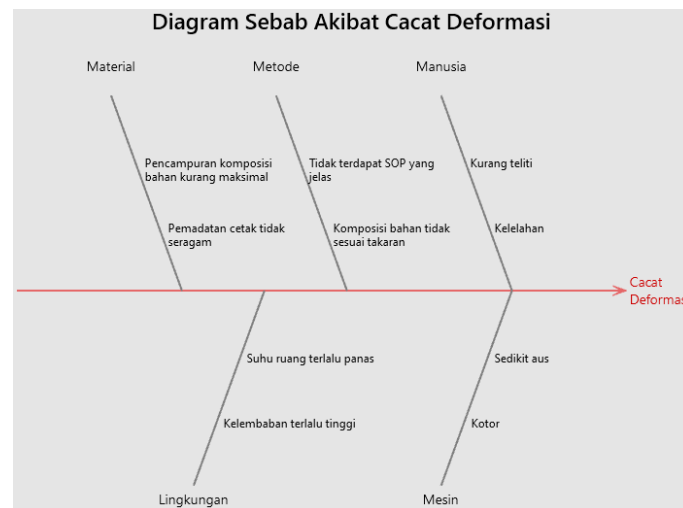 Diagram Sebab Akibat Cacat Deformasi
Material
Metode
Manusia
Pencampuran komposisi
bahan kurang maksimal
Tidak terdapat SOP yang
jelas
Kurang teliti
Pemadatan cetak tidak
seragam
Komposisi bahan tidak
sesuai takaran
Kelelahan
Cacat
Deformas
Suhu ruang terlalu panas
Sedikit aus
Kelembaban terlalu tinggi
Kotor
Lingkungan
Mesin